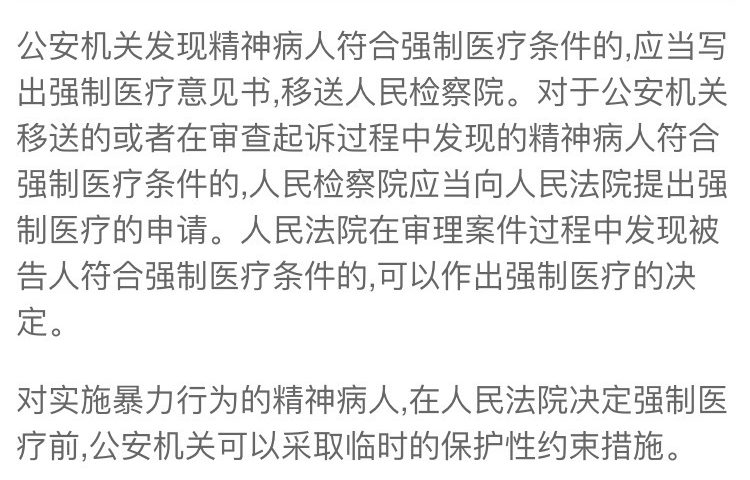 公安机关发现精神病人符合强制医疗条件的,应当写
出强制医疗意见书,移送人民检察院。对于公安机关
移送的或者在审查起诉过程中发现的精神病人符合
强制医疗条件的,人民检察院应当向人民法院提出强
制医疗的申请。人民法院在审理案件过程中发现被
告人符合强制医疗条件的,可以作出强制医疗的决
定。
对实施暴力行为的精神病人,在人民法院决定强制医
疗前,公安机关可以采取临时的保护性约束措施。